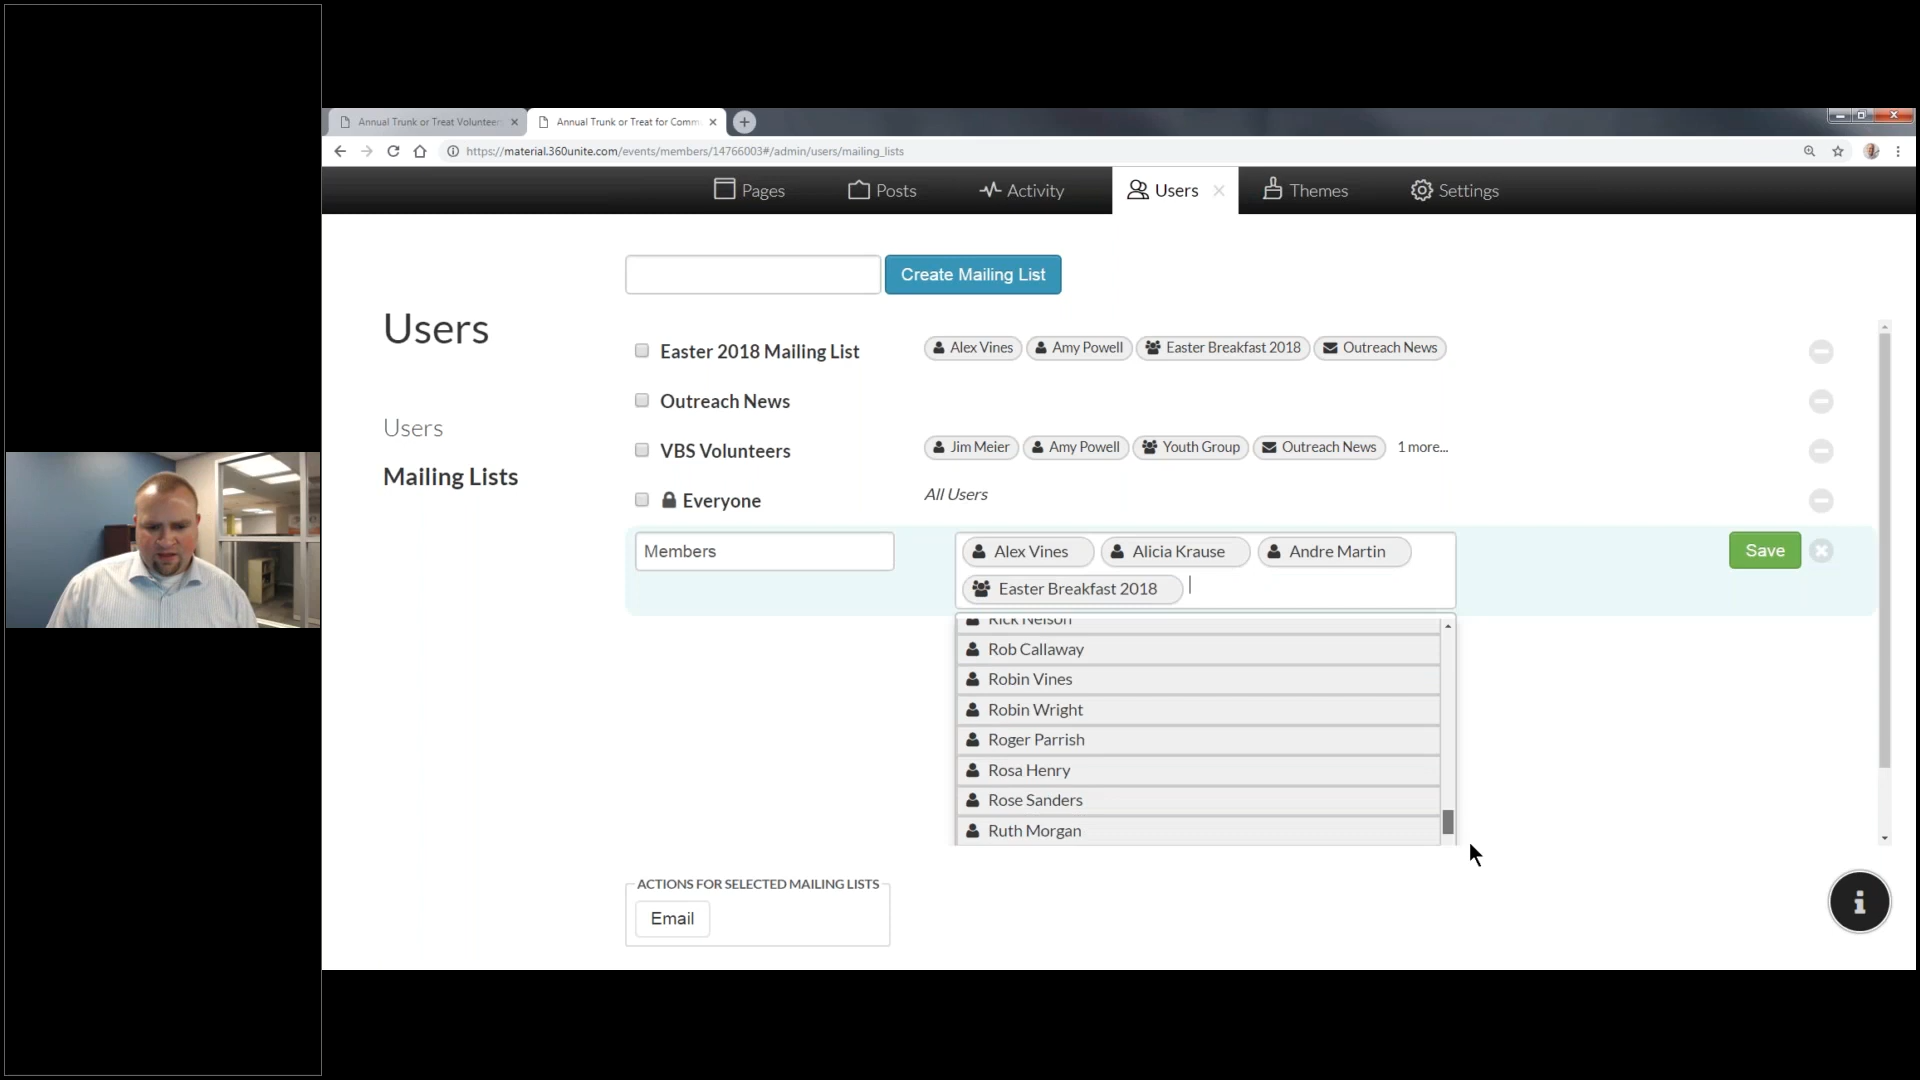 Annual Trunk or Treat Volunteer
Annual Trunk or Treat for Comm
https://material.360unite.com/events/members/14766003#/admin/users/mailing_lists
Pages
Posts
Activity
Users
Themes
Settings
Create Mailing List
Users
Users
Mailing Lists
Easter 2018 Mailing List
Alex Vines Amy Powell Easter Breakfast 2018 Outreach News
Outreach News
VBS Volunteers
Jim Meier Amy Powell Youth Group Outreach News 1 more...
Everyone
All Users
Members
Alex Vines Alicia Krause Andre Martin
Easter Breakfast 2018
Save
Rick Nelson
Rob Callaway
Robin Vines
Robin Wright
Roger Parrish
Rosa Henry
Rose Sanders
Ruth Morgan
ACTIONS FOR SELECTED MAILING LISTS
Email